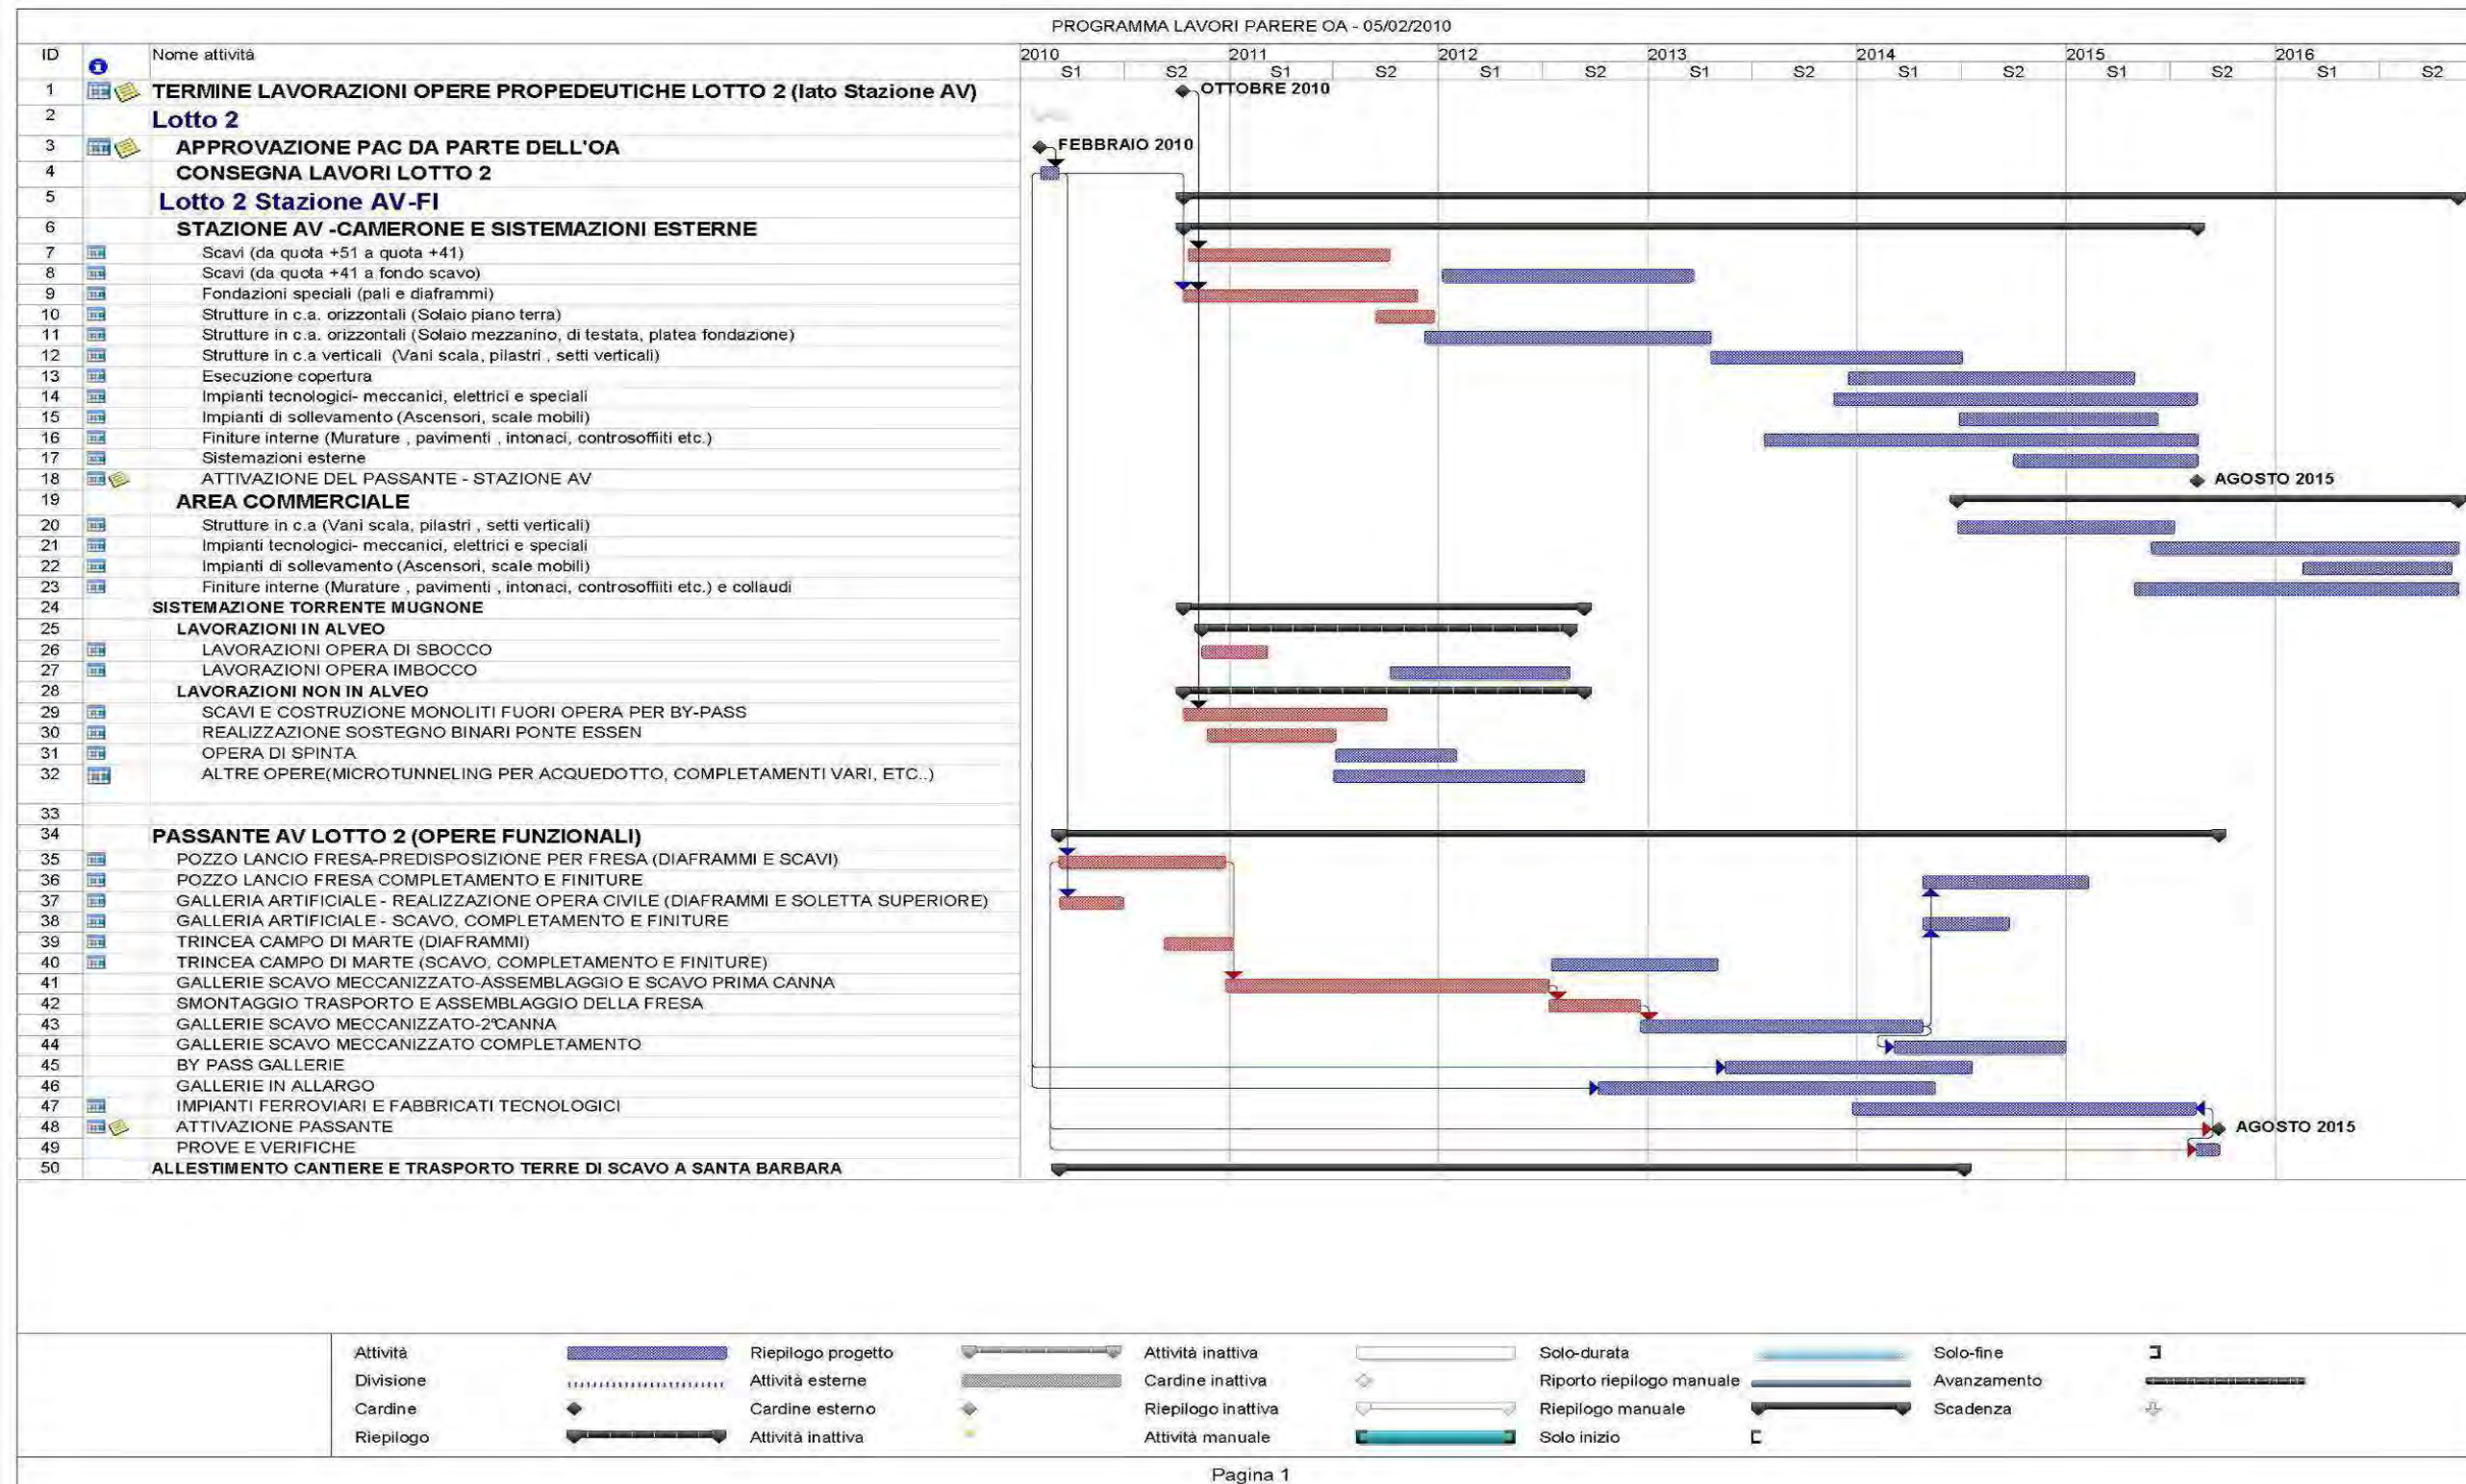 PROGRAMMA LAVORI PARERE OA - 05/02/2010
ID Nome attività 2010 2011 2012 2013 2014 2015 2016
S1 S2 S1 S2 S1 S2 S1 S2 S1 S2 S1 S2 S1 S2
1 TERMINE LAVORAZIONI OPERE PROPEDEUTICHE LOTTO 2 (lato Stazione AV) OTTOBRE 2010
2 Lotto 2
3 APPROVAZIONE PAC DA PARTE DELL'OA FEBBRAIO 2010
4 CONSEGNA LAVORI LOTTO 2
5 Lotto 2 Stazione AV-FI
6 STAZIONE AV -CAMERONE E SISTEMAZIONI ESTERNE
7 Scavi (da quota +51 a quota +41)
8 Scavi (da quota +41 a fondo scavo)
9 Fondazioni speciali (pali e diaframmi)
10 Strutture in c.a. orizzontali (Solaio piano terra)
11 Strutture in c.a. orizzontali (Solaio mezzanino, di testata, platea fondazione)
12 Strutture in c.a verticali (Vani scala, pilastri , setti verticali)
13 Esecuzione copertura
14 Impianti tecnologici- meccanici, elettrici e speciali
15 Impianti di sollevamento (Ascensori, scale mobili)
16 Finiture interne (Murature , pavimenti , intonaci, controsoffiiti etc.)
17 Sistemazioni esterne
18 ATTIVAZIONE DEL PASSANTE - STAZIONE AV AGOSTO 2015
19 AREA COMMERCIALE
20 Strutture in c.a (Vani scala, pilastri , setti verticali)
21 Impianti tecnologici- meccanici, elettrici e speciali
22 Impianti di sollevamento (Ascensori, scale mobili)
23 Finiture interne (Murature , pavimenti , intonaci, controsoffiiti etc.) e collaudi
24 SISTEMAZIONE TORRENTE MUGNONE
25 LAVORAZIONI IN ALVEO
26 LAVORAZIONI OPERA DI SBOCCO
27 LAVORAZIONI OPERA IMBOCCO
28 LAVORAZIONI NON IN ALVEO
29 SCAVI E COSTRUZIONE MONOLITI FUORI OPERA PER BY-PASS
30 REALIZZAZIONE SOSTEGNO BINARI PONTE ESSEN
31 OPERA DI SPINTA
32 ALTRE OPERE(MICROTUNNELING PER ACQUEDOTTO, COMPLETAMENTI VARI, ETC..)
33
34 PASSANTE AV LOTTO 2 (OPERE FUNZIONALI)
35 POZZO LANCIO FRESA-PREDISPOSIZIONE PER FRESA (DIAFRAMMI E SCAVI)
36 POZZO LANCIO FRESA COMPLETAMENTO E FINITURE
37 GALLERIA ARTIFICIALE - REALIZZAZIONE OPERA CIVILE (DIAFRAMMI E SOLETTA SUPERIORE)
38 GALLERIA ARTIFICIALE - SCAVO, COMPLETAMENTO E FINITURE
39 TRINCEA CAMPO DI MARTE (DIAFRAMMI)
40 TRINCEA CAMPO DI MARTE (SCAVO, COMPLETAMENTO E FINITURE)
41 GALLERIE SCAVO MECCANIZZATO-ASSEMBLAGGIO E SCAVO PRIMA CANNA
42 SMONTAGGIO TRASPORTO E ASSEMBLAGGIO DELLA FRESA
43 GALLERIE SCAVO MECCANIZZATO-2°CANNA
44 GALLERIE SCAVO MECCANIZZATO COMPLETAMENTO
45 BY PASS GALLERIE
46 GALLERIE IN ALLARGO
47 IMPIANTI FERROVIARI E FABBRICATI TECNOLOGICI
48 ATTIVAZIONE PASSANTE AGOSTO 2015
49 PROVE E VERIFICHE
50 ALLESTIMENTO CANTIERE E TRASPORTO TERRE DI SCAVO A SANTA BARBARA
Attività Riepilogo progetto Attività inattiva Solo-durata Solo-fine
Divisione Attività esterne Cardine inattiva Riporto riepilogo manuale Avanzamento
Cardine Cardine esterno Riepilogo inattiva Riepilogo manuale Scadenza
Riepilogo Attività inattiva Attività manuale Solo inizio
Pagina 1